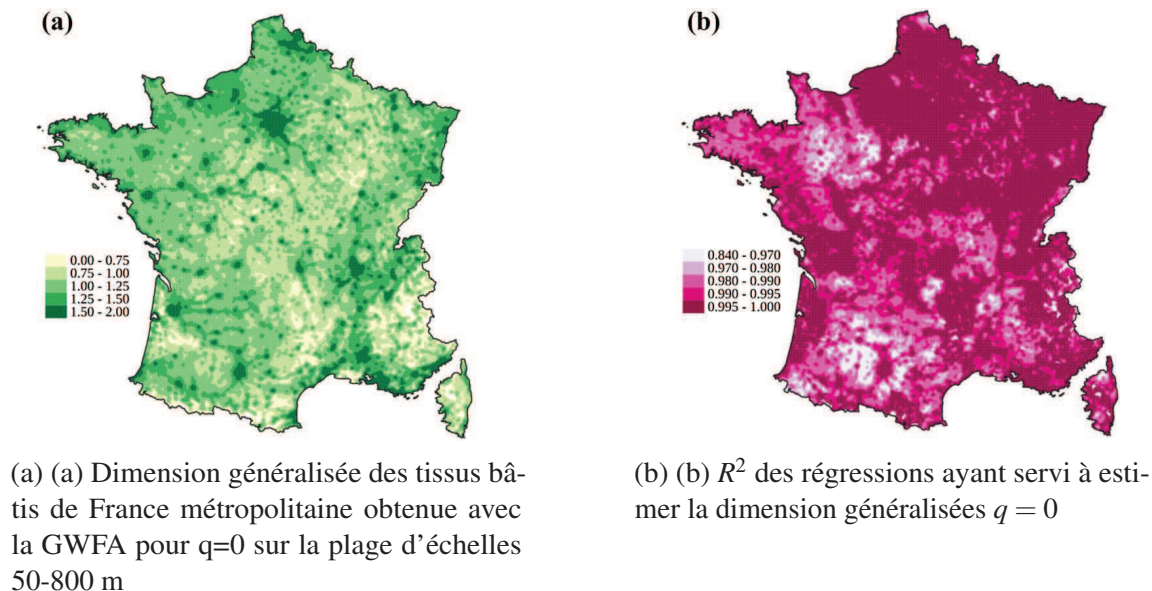 (a)
0.00 - 0.75
0.75 - 1.00
1.00 - 1.25
1.25 - 1.50
1.50 - 2.00
(b)
0.840 - 0.970
0.970 - 0.980
0.980 - 0.990
0.990 - 0.995
0.995 - 1.000
(a) (a) Dimension généralisée des tissus bâ-
tis de France métropolitaine obtenue avec
la GWFA pour q=0 sur la plage d'échelles
50-800 m
(b) (b) R² des régressions ayant servi à esti-
mer la dimension généralisées q = 0